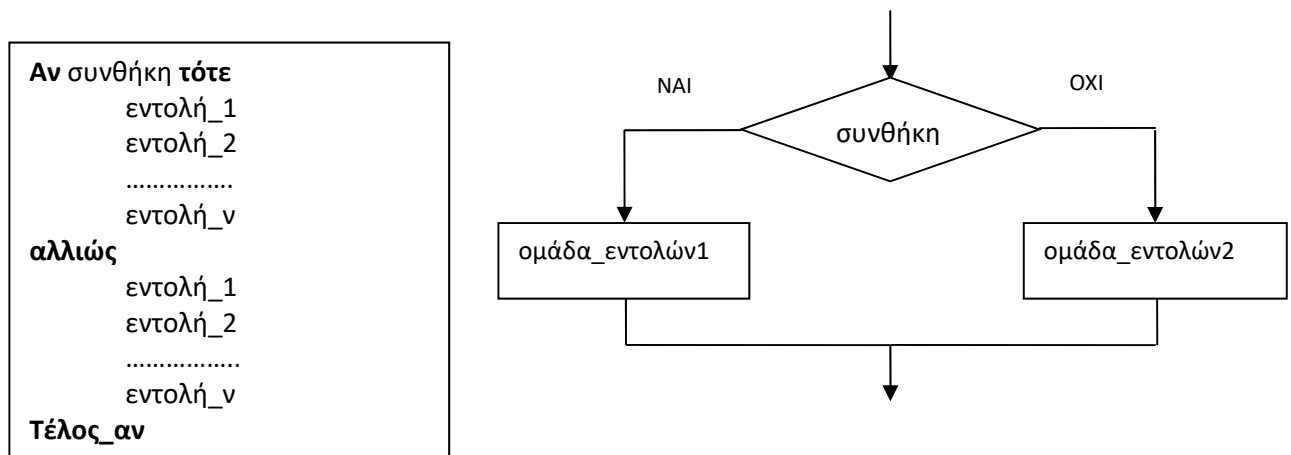 Αν συνθήκη τότε
εντολή_1
εντολή_2
…………….
εντολή_ν
αλλιώς
εντολή_1
εντολή_2
……………..
εντολή_ν
Τέλος_αν
ΝΑΙ
ΟΧΙ
συνθήκη
ομάδα_εντολών1
ομάδα_εντολών2